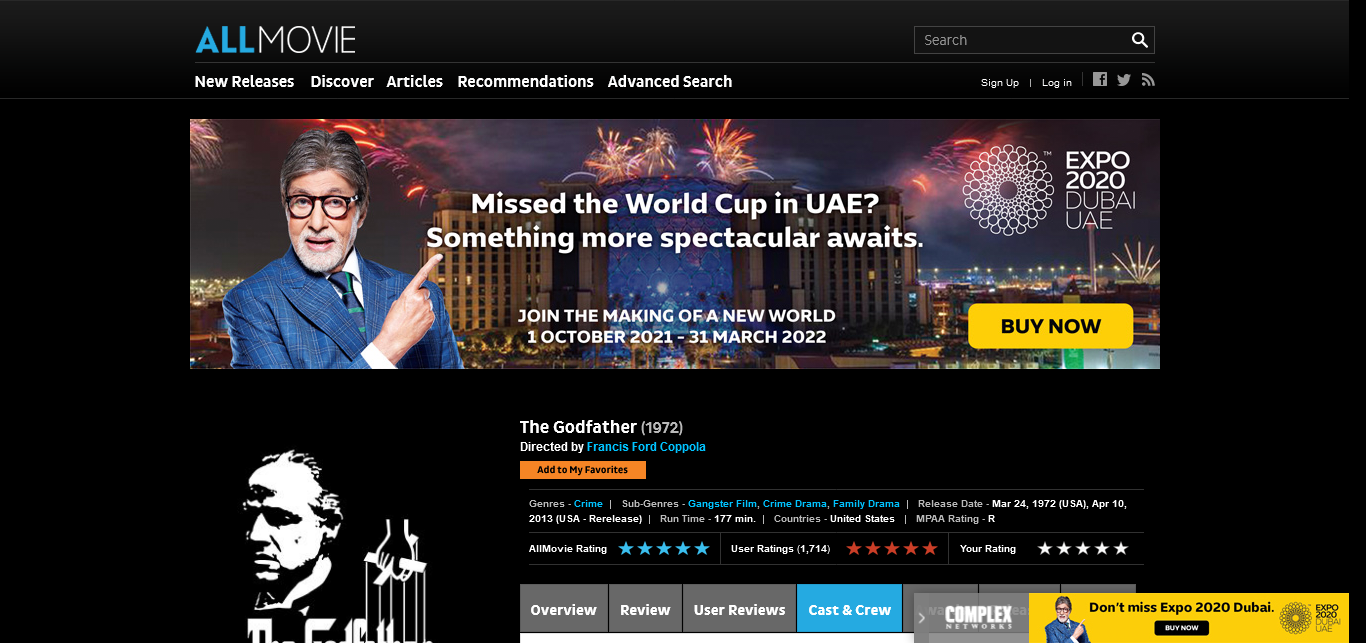 ALLMOVIE
Search
New Releases Discover Articles Recommendations Advanced Search
Sign Up | Log in
Missed the World Cup in UAE?
Something more spectacular awaits.
JOIN THE MAKING OF A NEW WORLD
1 OCTOBER 2021 - 31 MARCH 2022
EXPO
2020
DUBAI
UAE
TM
BUY NOW
The Godfather (1972)
Directed by Francis Ford Coppola
Add to My Favorites
Genres - Crime | Sub-Genres - Gangster Film, Crime Drama, Family Drama | Release Date - Mar 24, 1972 (USA), Apr 10,
2013 (USA - Rerelease) | Run Time - 177 min. | Countries - United States | MPAA Rating - R
AllMovie Rating User Ratings (1,714) Your Rating
The Godfather
Overview Review User Reviews Cast & Crew
COMPLEX
NETWORKS
Don't miss Expo 2020 Dubai.
BUY NOW
EXPO
2020
DUBAI
UAE